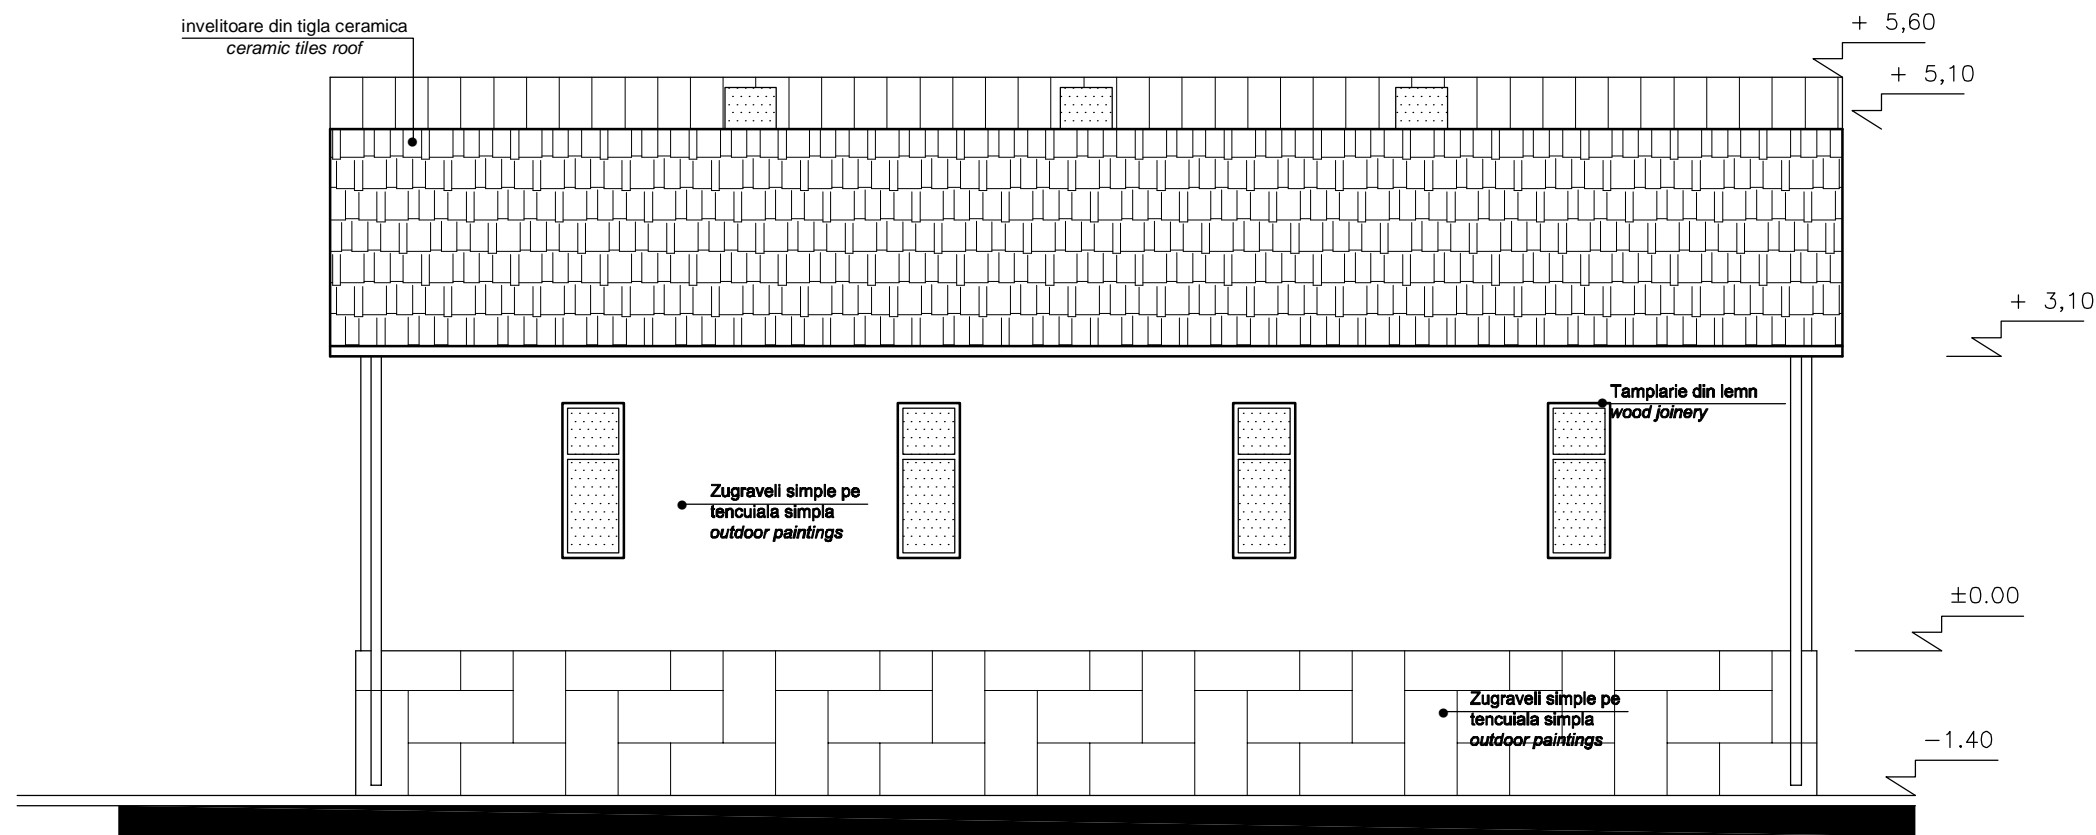 invelitoare din tigla ceramica
ceramic tiles roof
+ 5,60
+ 5,10
+ 3,10
Tamplarie din lemn
wood joinery
Zugraveli simple pe
tencuiala simpla
outdoor paintings
±0.00
Zugraveli simple pe
tencuiala simpla
outdoor paintings
-1.40